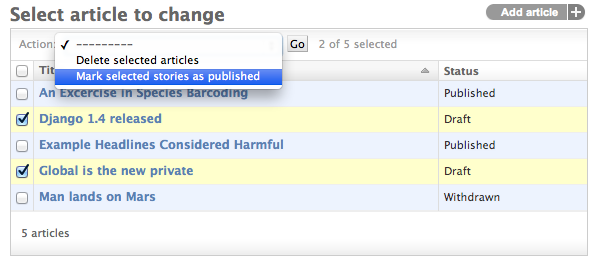 Select article to change
Add article +
Action: ---------
Go 2 of 5 selected
Delete selected articles
Mark selected stories as published
Status
An Excercise in Species Barcoding Published
Django 1.4 released Draft
Example Headlines Considered Harmful Published
Global is the new private Draft
Man lands on Mars Withdrawn
5 articles